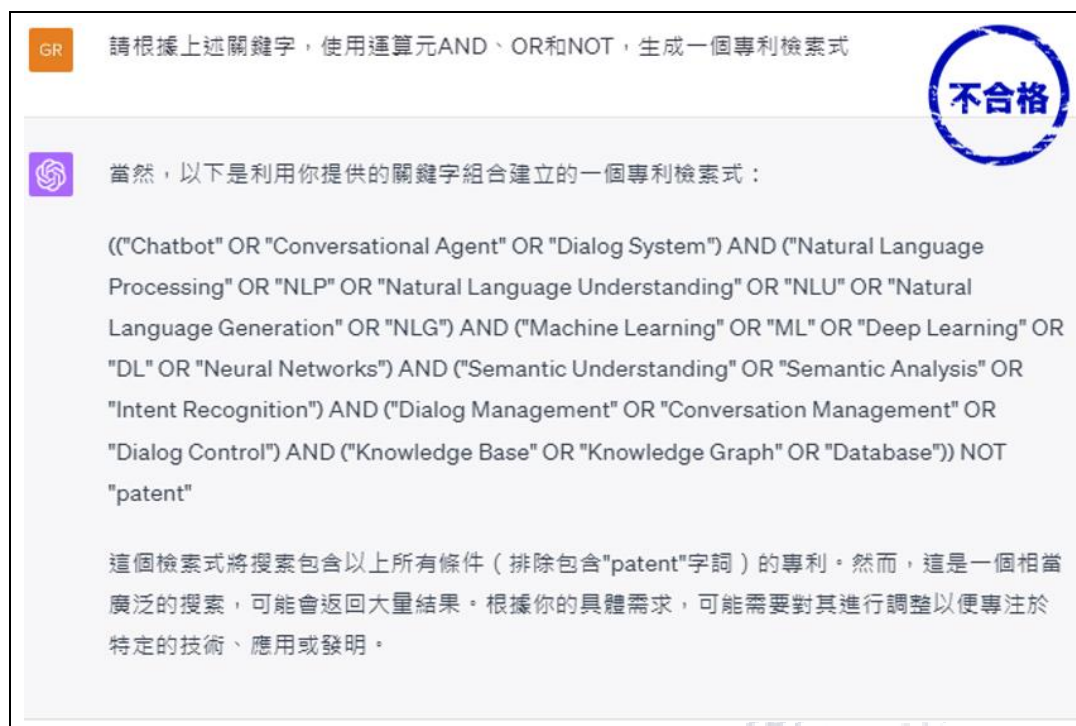 GR
請根據上述關鍵字，使用運算元AND、OR和NOT，生成一個專利檢索式
不合格
當然，以下是利用你提供的關鍵字組合建立的一個專利檢索式：
(("Chatbot" OR "Conversational Agent" OR "Dialog System") AND ("Natural Language
Processing" OR "NLP" OR "Natural Language Understanding" OR "NLU" OR "Natural
Language Generation" OR "NLG") AND ("Machine Learning" OR "ML" OR "Deep Learning" OR
"DL" OR "Neural Networks") AND ("Semantic Understanding" OR "Semantic Analysis" OR
"Intent Recognition") AND ("Dialog Management" OR "Conversation Management" OR
"Dialog Control") AND ("Knowledge Base" OR "Knowledge Graph" OR "Database")) NOT
"patent"
這個檢索式將搜索包含以上所有條件（排除包含"patent"字詞）的專利。然而，這是一個相當
廣泛的搜索，可能會返回大量結果。根據你的具體需求，可能需要對其進行調整以便專注於
特定的技術、應用或發明。